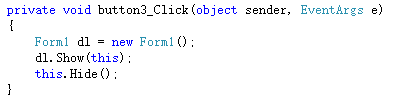 private void button3_Click(object sender, EventArgs e)
{
    Form1 dl = new Form1();
    dl.Show(this);
    this.Hide();
}